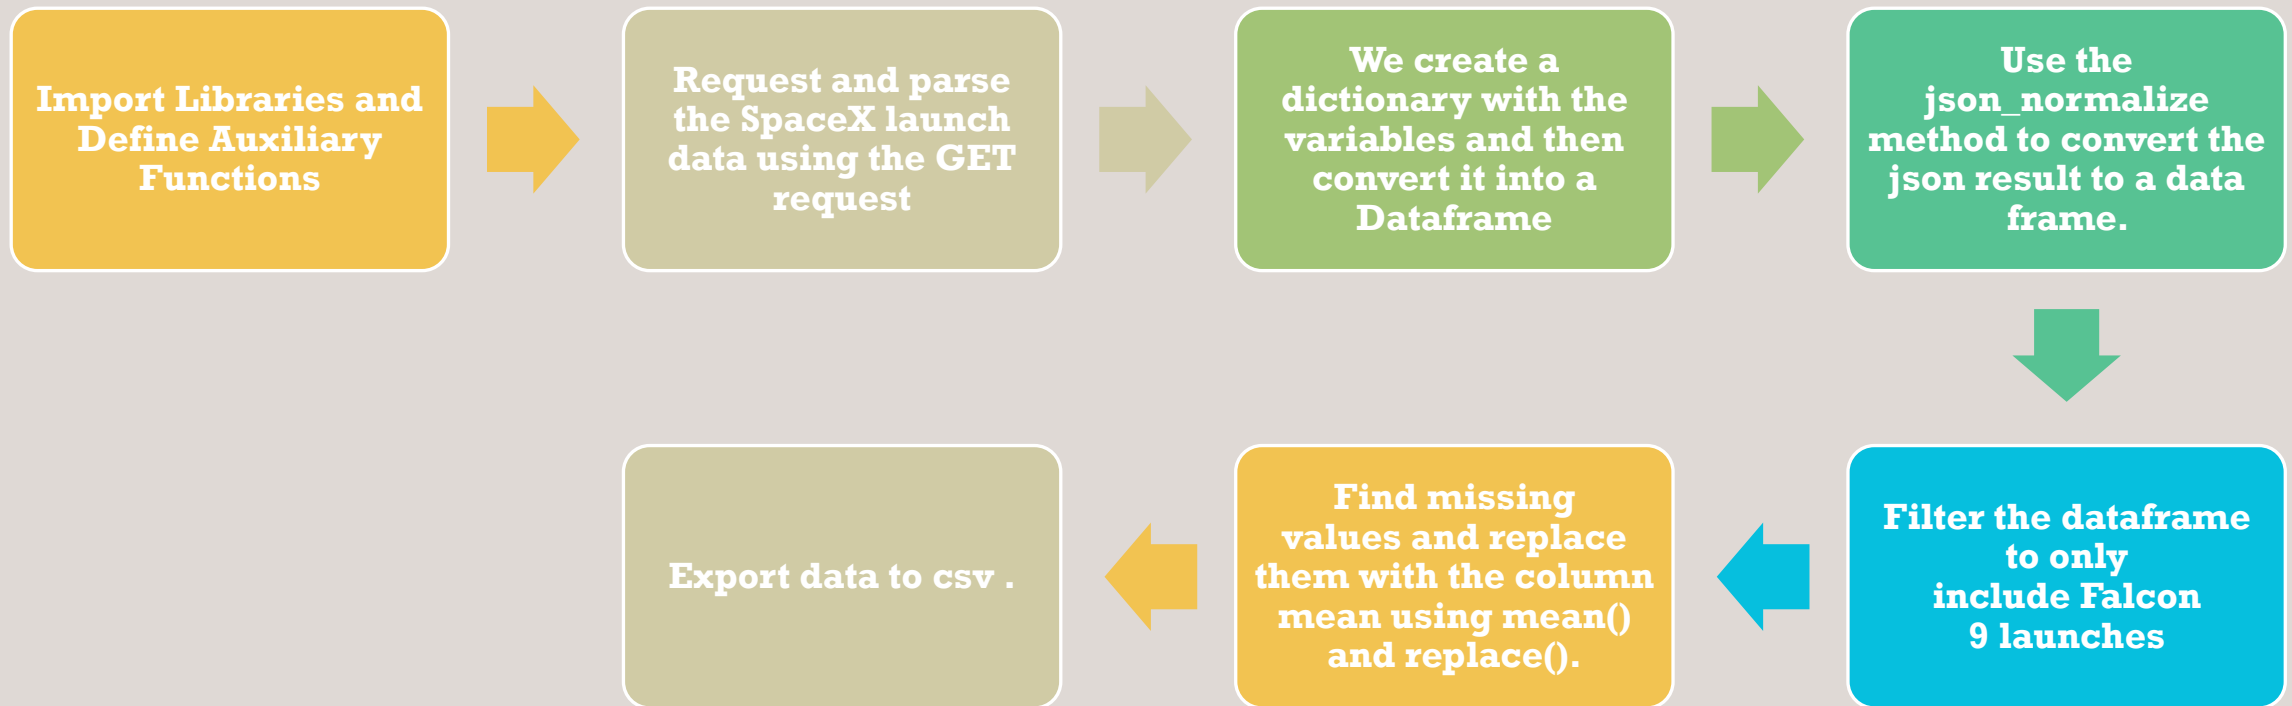 Import Libraries and
Define Auxiliary
Functions
Request and parse
the SpaceX launch
data using the GET
request
We create a
dictionary with the
variables and then
convert it into a
Dataframe
Use the
json_normalize
method to convert the
json result to a data
frame.
Filter the dataframe
to only
include Falcon
9 launches
Find missing
values and replace
them with the column
mean using mean()
and replace().
Export data to csv .